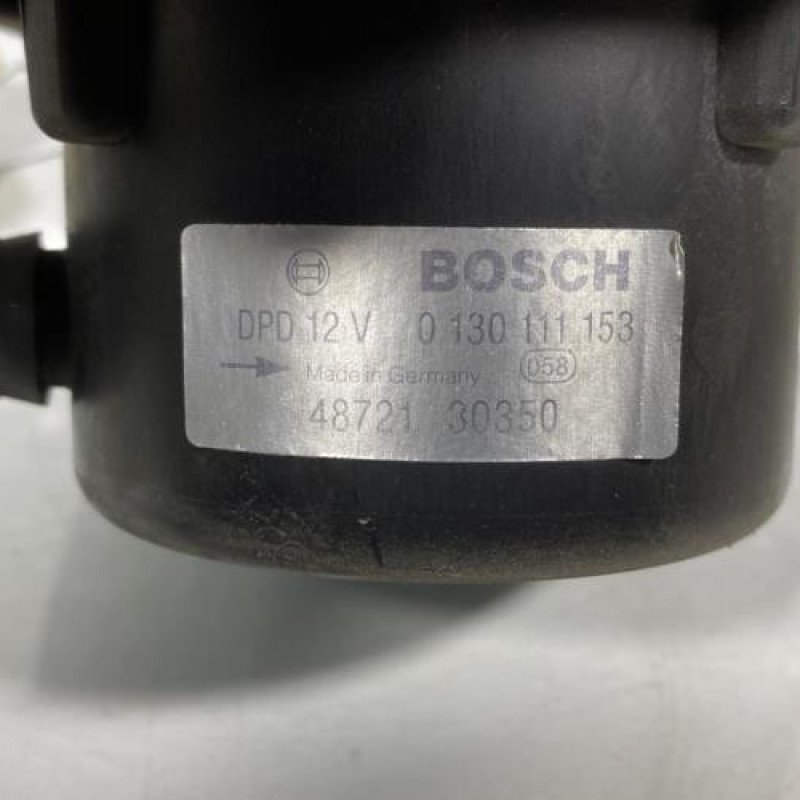 BOSCH
DPD 12 V 0 130 111 153
Made in Germany 058
48721 30350